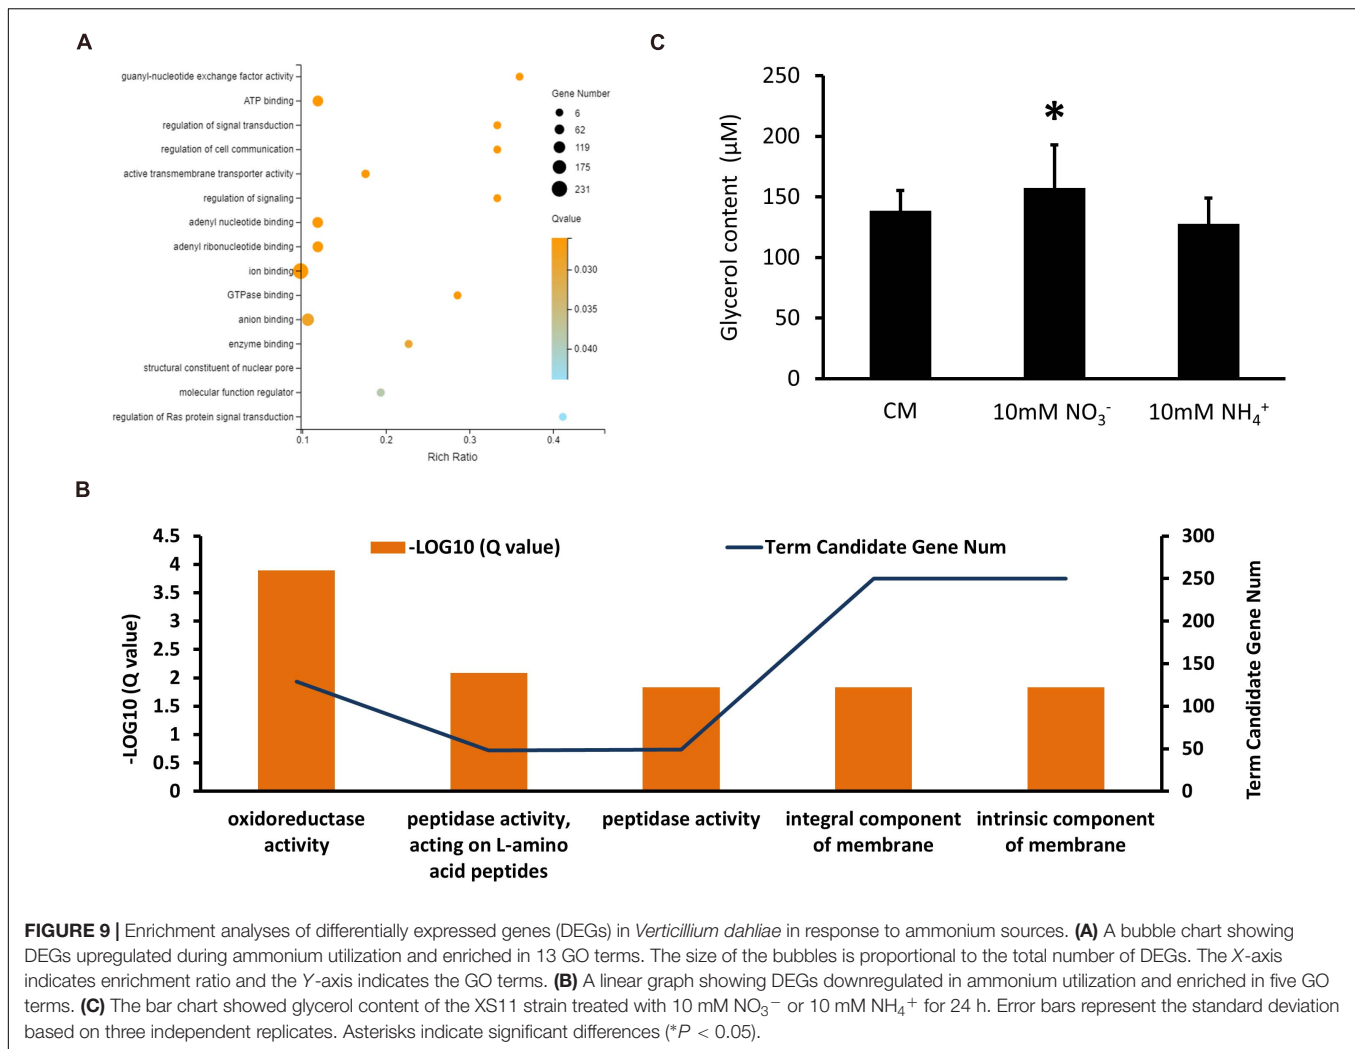 A
guanyl-nucleotide exchange factor activity
ATP binding
regulation of signal transduction
regulation of cell communication
active transmembrane transporter activity
regulation of signaling
adenyl nucleotide binding
adenyl ribonucleotide binding
ion binding
GTPase binding
anion binding
enzyme binding
structural constituent of nuclear pore
molecular function regulator
regulation of Ras protein signal transduction
0.1 0.2 0.3 0.4
Rich Ratio
Gene Number
6
62
119
175
231
Qvalue
0.030
0.035
0.040
C
Glycerol content (µM)
250
200
150
100
50
0
*
CM 10mM NO₃⁻ 10mM NH₄⁺
B
-LOG10 (Q value)
4.5
4
3.5
3
2.5
2
1.5
1
0.5
0
-LOG10 (Q value) Term Candidate Gene Num
300
250
200
150
100
50
0
Term Candidate Gene Num
oxidoreductase
activity
peptidase activity,
acting on L-amino
acid peptides
peptidase activity
integral component
of membrane
intrinsic component
of membrane
FIGURE 9 | Enrichment analyses of differentially expressed genes (DEGs) in Verticillium dahliae in response to ammonium sources. (A) A bubble chart showing
DEGs upregulated during ammonium utilization and enriched in 13 GO terms. The size of the bubbles is proportional to the total number of DEGs. The X-axis
indicates enrichment ratio and the Y-axis indicates the GO terms. (B) A linear graph showing DEGs downregulated in ammonium utilization and enriched in five GO
terms. (C) The bar chart showed glycerol content of the XS11 strain treated with 10 mM NO₃⁻ or 10 mM NH₄⁺ for 24 h. Error bars represent the standard deviation
based on three independent replicates. Asterisks indicate significant differences (*P < 0.05).